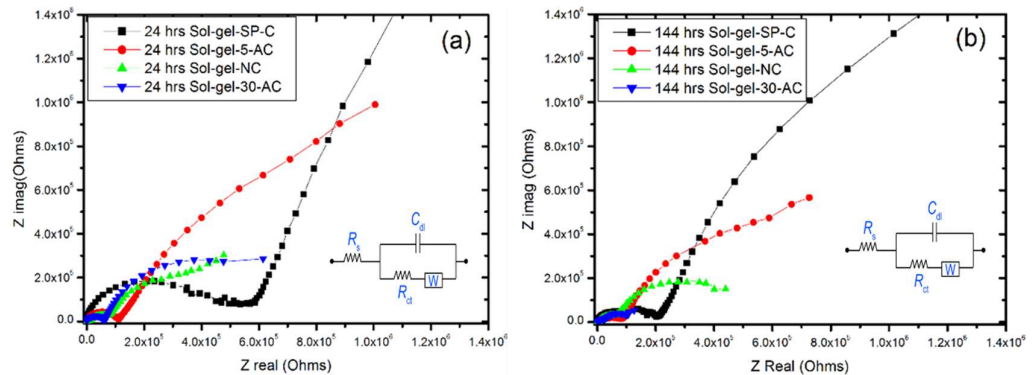 (a)
24 hrs Sol-gel-SP-C
24 hrs Sol-gel-5-AC
24 hrs Sol-gel-NC
24 hrs Sol-gel-30-AC
Z imag(Ohms)
1.4x10⁶
1.2x10⁶
1.0x10⁶
8.0x10⁵
6.0x10⁵
4.0x10⁵
2.0x10⁵
0.0
0.0 2.0x10⁵ 4.0x10⁵ 6.0x10⁵ 8.0x10⁵ 1.0x10⁶ 1.2x10⁶ 1.4x10⁶
Z real (Ohms)
Rs
Cdl
Rct
W
(b)
144 hrs Sol-gel-SP-C
144 hrs Sol-gel-5-AC
144 hrs Sol-gel-NC
144 hrs Sol-gel-30-AC
Z imag (Ohms)
1.4x10⁶
1.2x10⁶
1.0x10⁶
8.0x10⁵
6.0x10⁵
4.0x10⁵
2.0x10⁵
0.0
0.0 2.0x10⁵ 4.0x10⁵ 6.0x10⁵ 8.0x10⁵ 1.0x10⁶ 1.2x10⁶ 1.4x10⁶
Z Real (Ohms)
Rs
Cdl
Rct
W